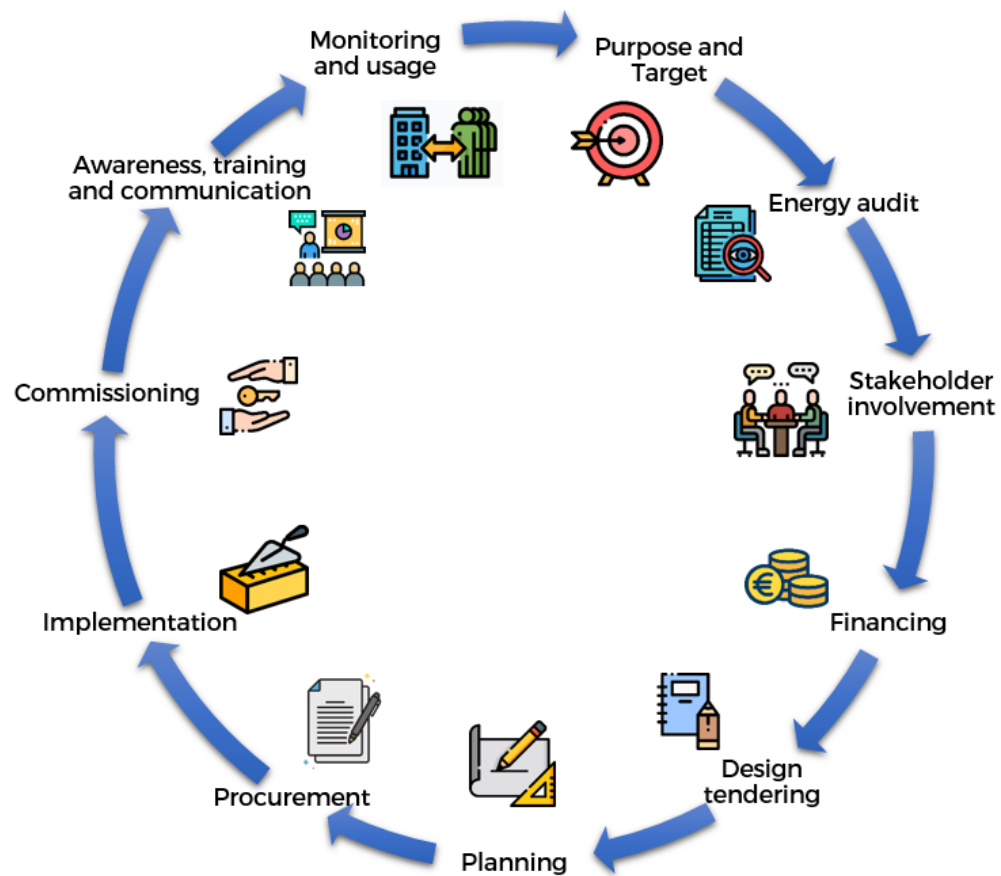 Monitoring
and usage
Purpose and
Target
Energy audit
Stakeholder
involvement
Financing
Design
tendering
Planning
Procurement
Implementation
Commissioning
Awareness, training
and communication